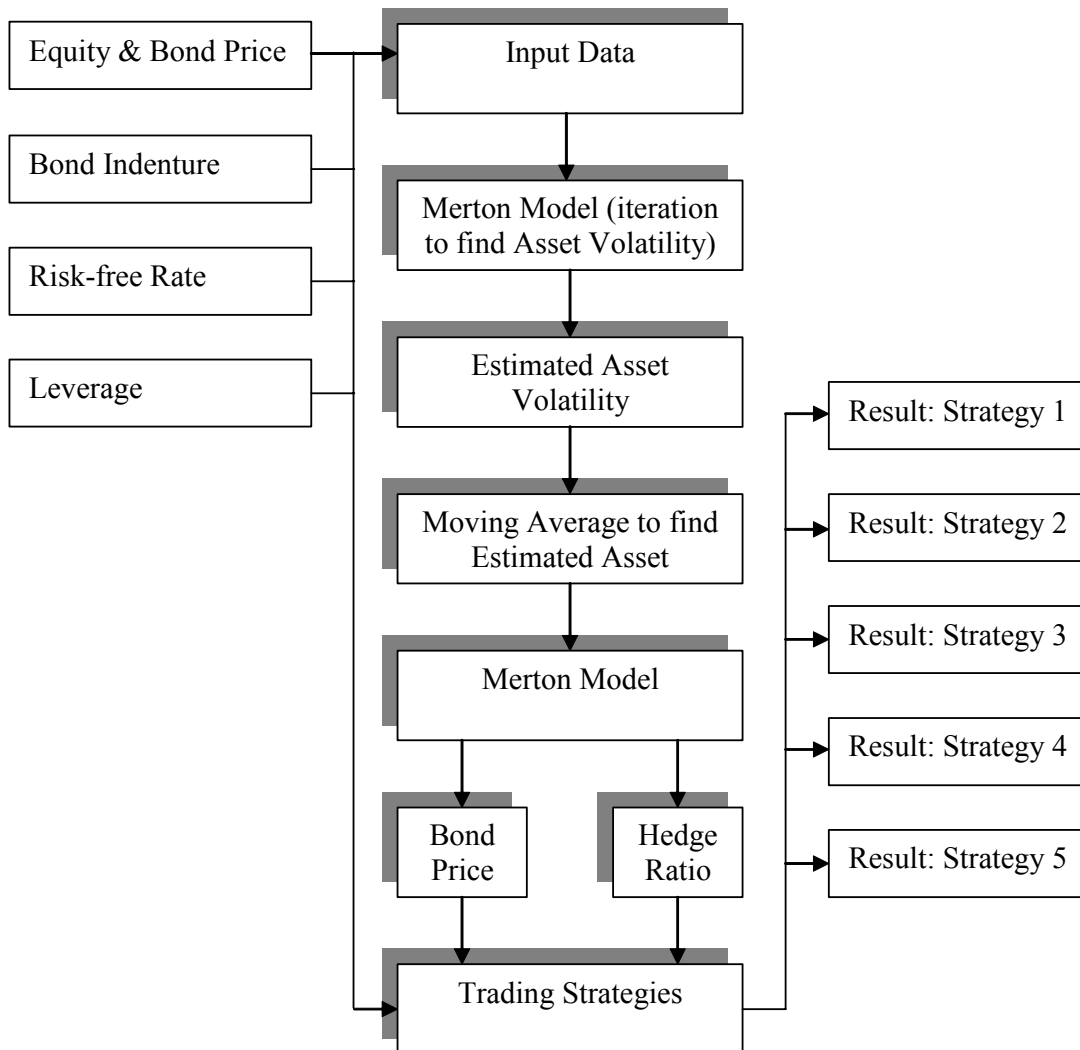 Equity & Bond Price
Bond Indenture
Risk-free Rate
Leverage
Input Data
Merton Model (iteration
to find Asset Volatility)
Estimated Asset
Volatility
Moving Average to find
Estimated Asset
Merton Model
Bond
Price
Hedge
Ratio
Trading Strategies
Result: Strategy 1
Result: Strategy 2
Result: Strategy 3
Result: Strategy 4
Result: Strategy 5